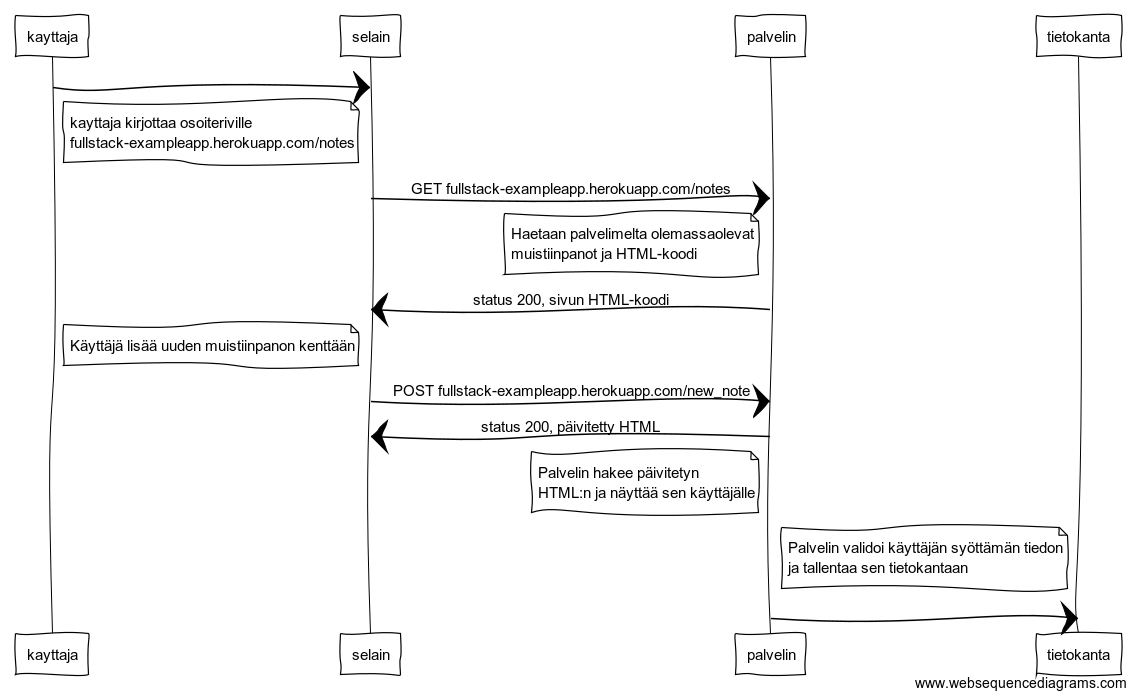 kayttaja
selain
palvelin
tietokanta
kayttaja kirjottaa osoiteriville
fullstack-exampleapp.herokuapp.com/notes
GET fullstack-exampleapp.herokuapp.com/notes
Haetaan palvelimelta olemassaolevat
muistiinpanot ja HTML-koodi
status 200, sivun HTML-koodi
Käyttäjä lisää uuden muistiinpanon kenttään
POST fullstack-exampleapp.herokuapp.com/new_note
status 200, päivitetty HTML
Palvelin hakee päivitetyn
HTML:n ja näyttää sen käyttäjälle
Palvelin validoi käyttäjän syöttämän tiedon
ja tallentaa sen tietokantaan
kayttaja
selain
palvelin
tietokanta
www.websequencediagrams.com